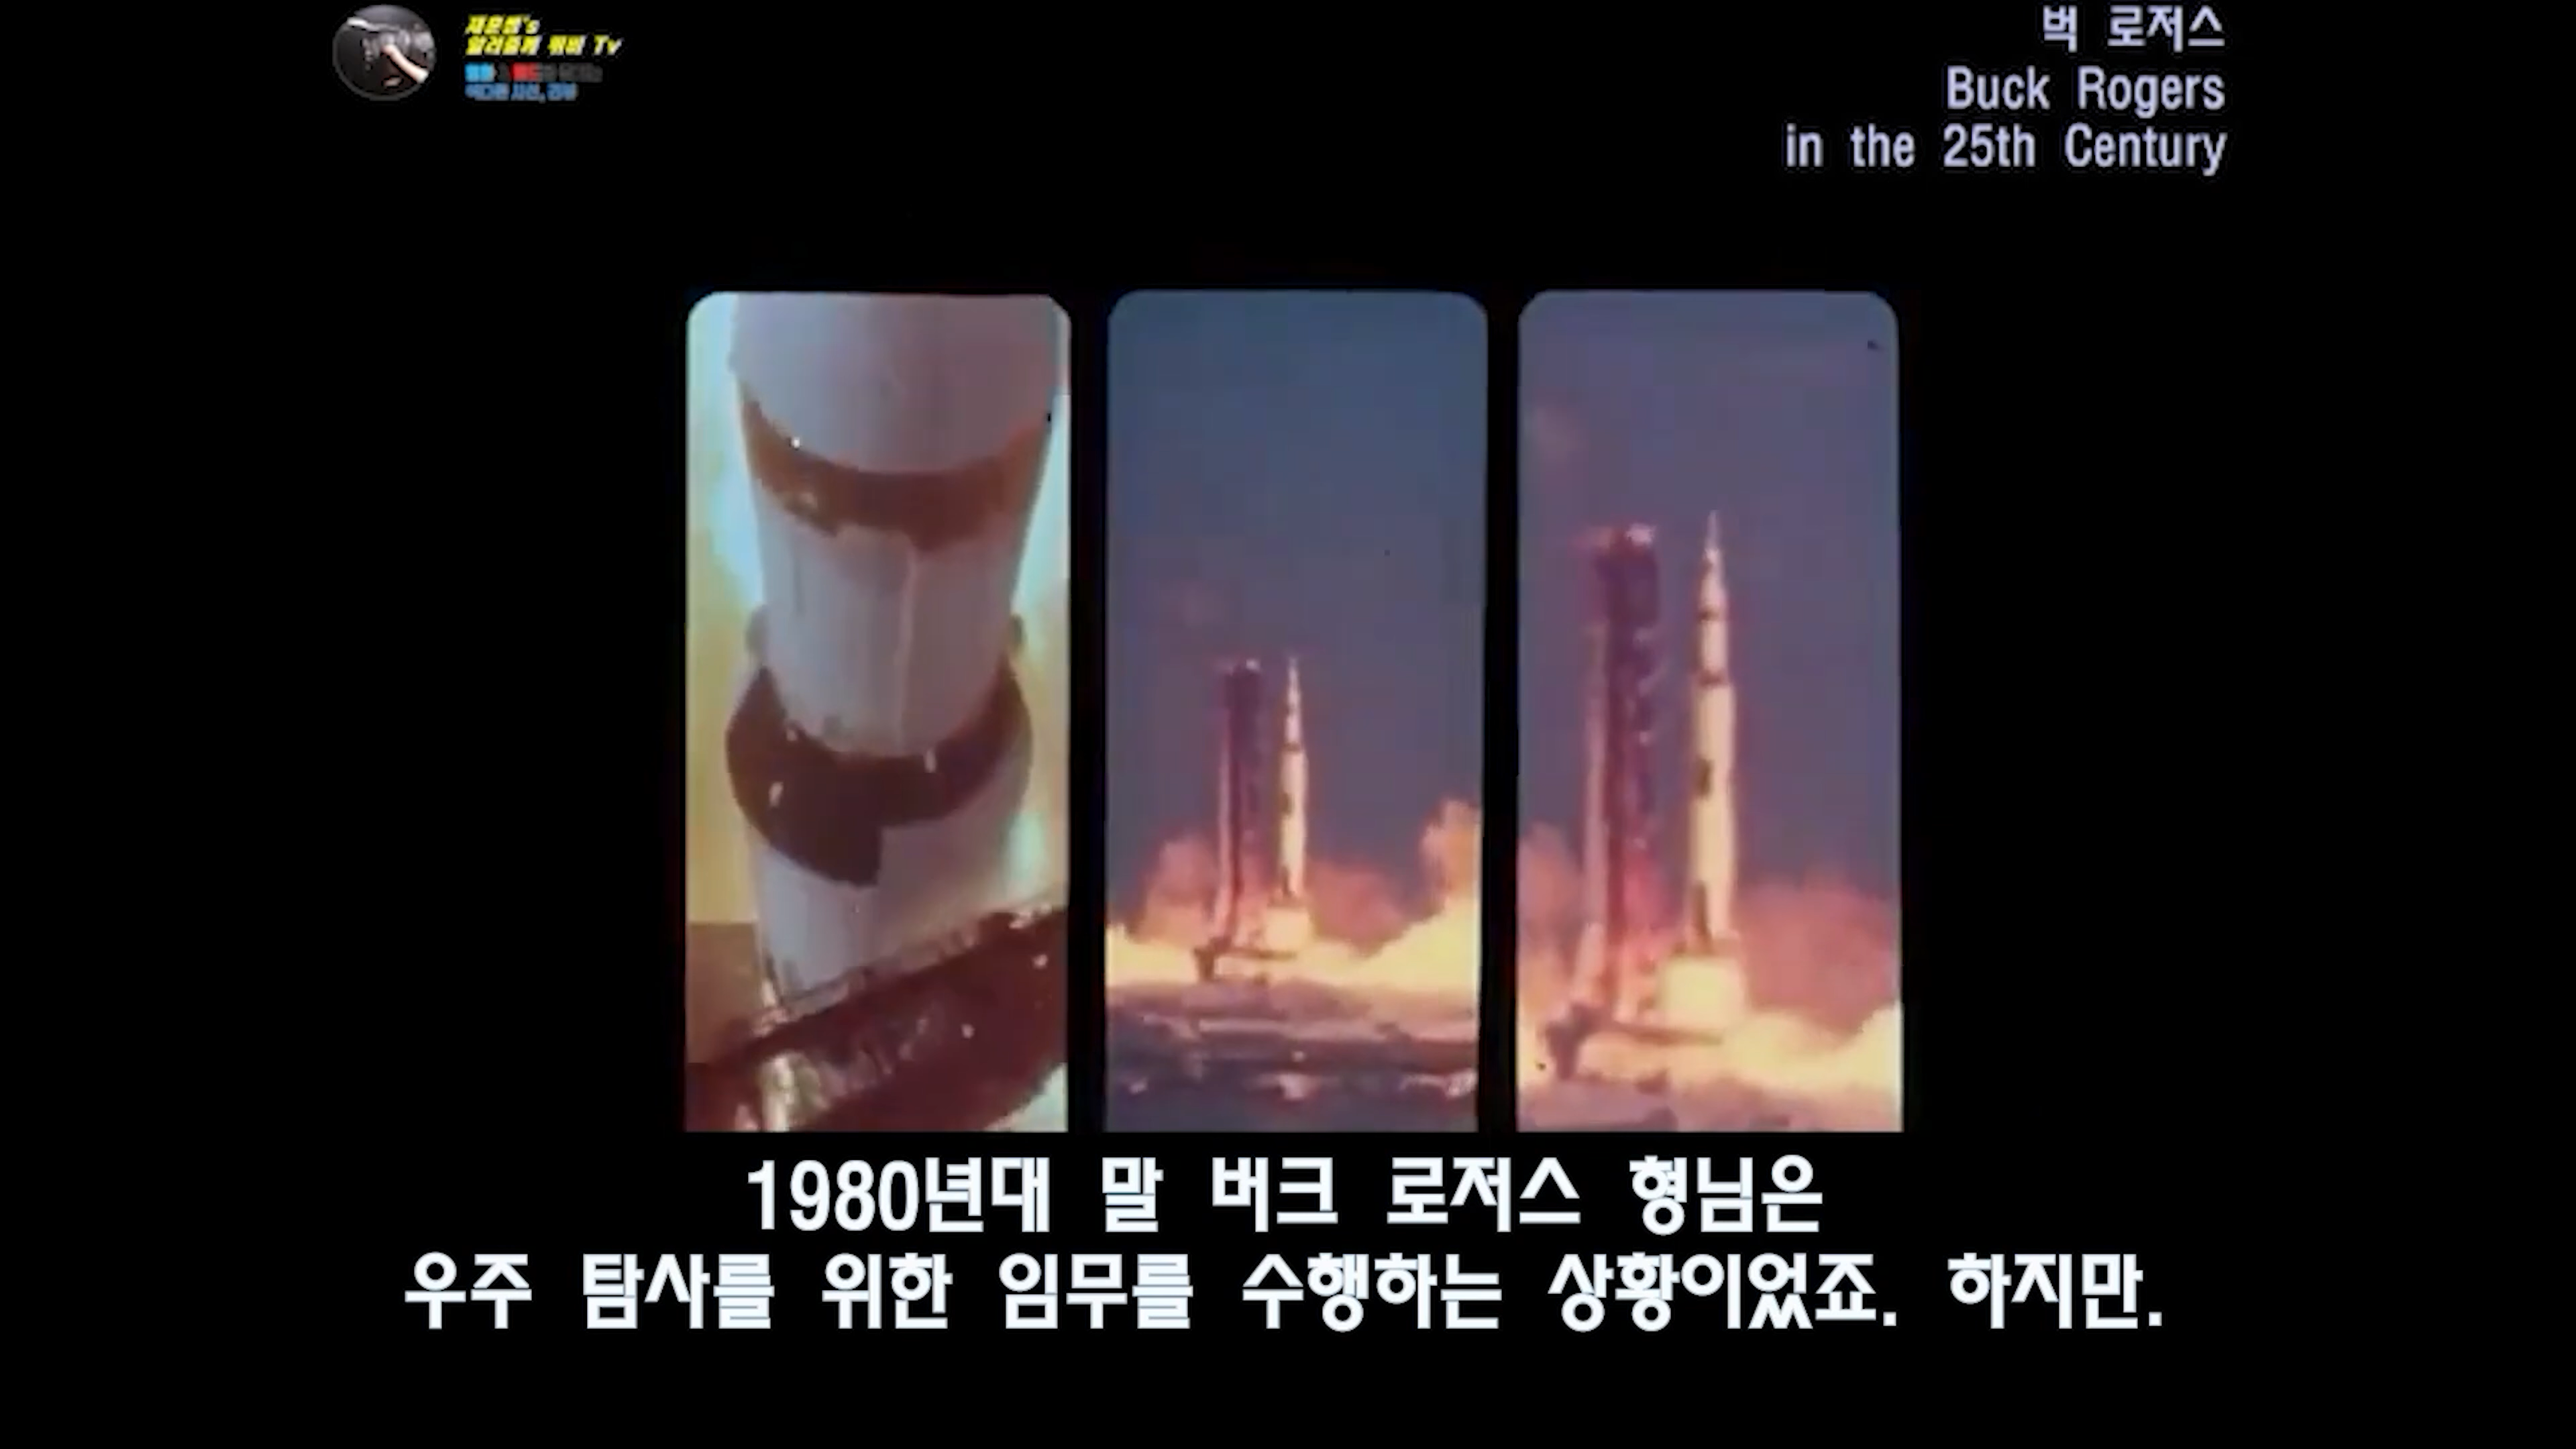 벅 로저스
Buck Rogers
in the 25th Century
1980년대 말 버크 로저스 형님은
우주 탐사를 위한 임무를 수행하는 상황이었죠. 하지만.